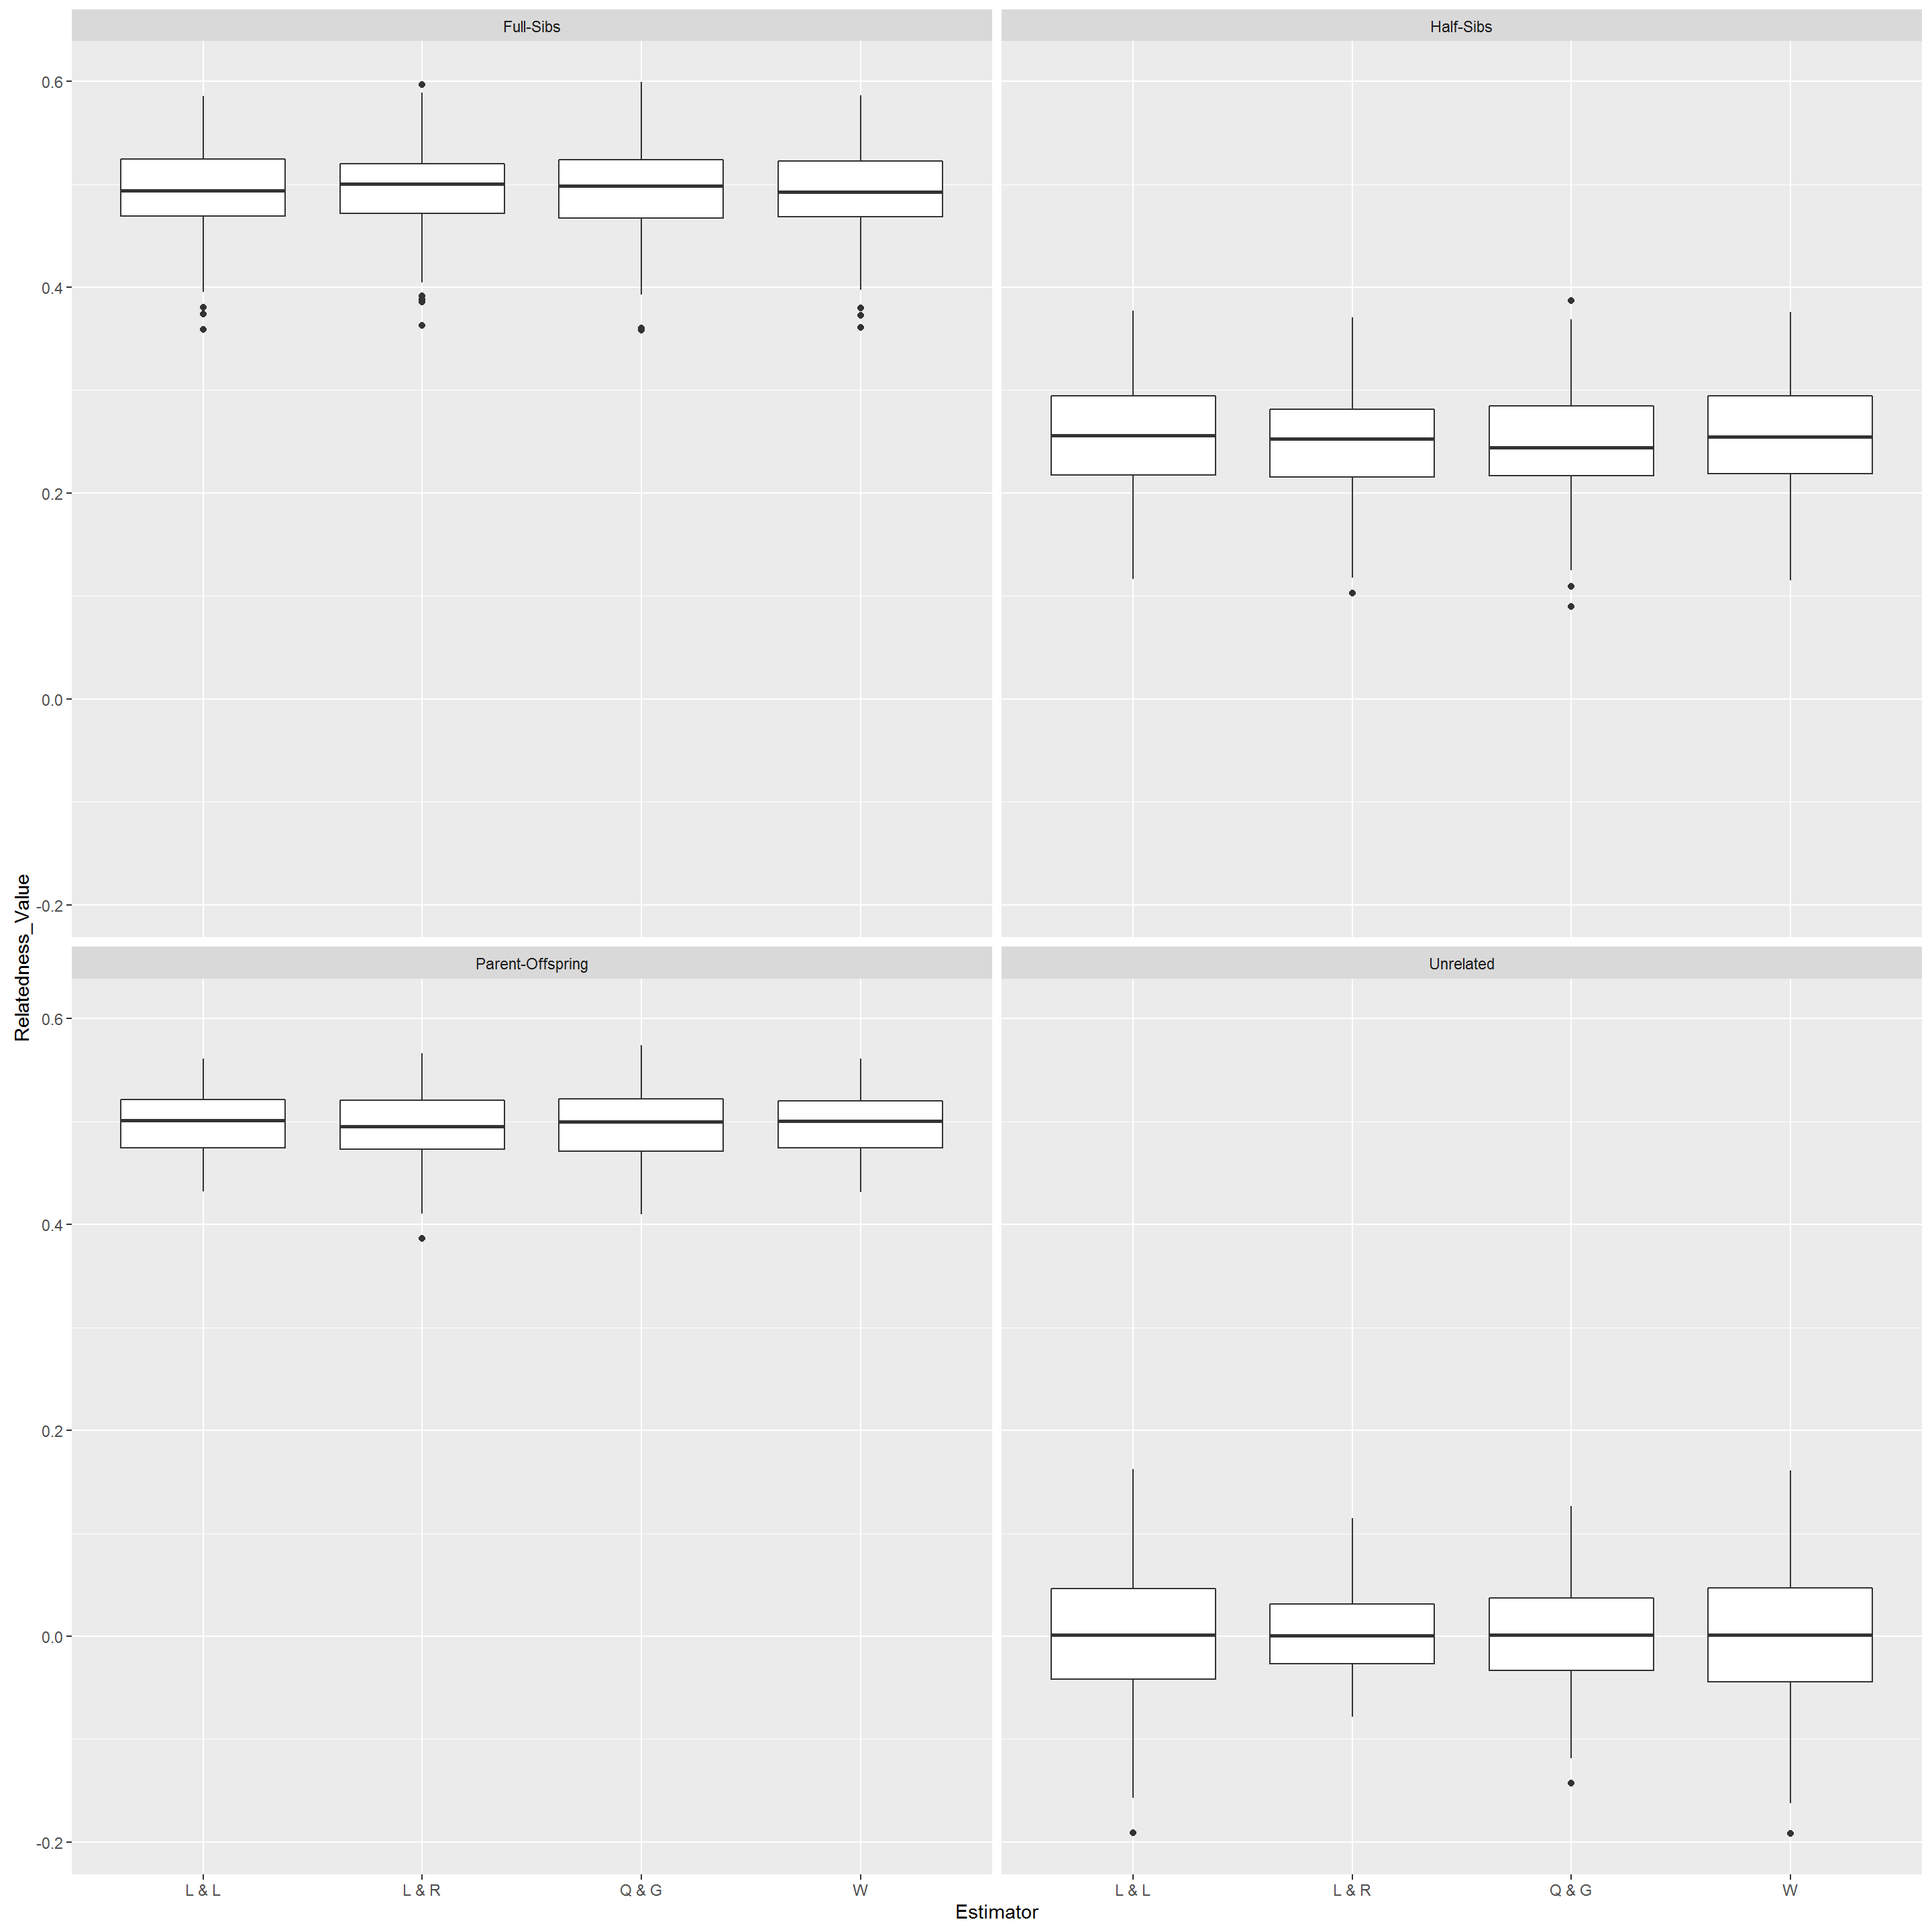 Full-Sibs
Half-Sibs
0.6
0.4
0.2
0.0
-0.2
Relatedness_Value
Parent-Offspring
Unrelated
0.6
0.4
0.2
0.0
-0.2
L & L
L & R
Q & G
W
L & L
L & R
Q & G
W
Estimator